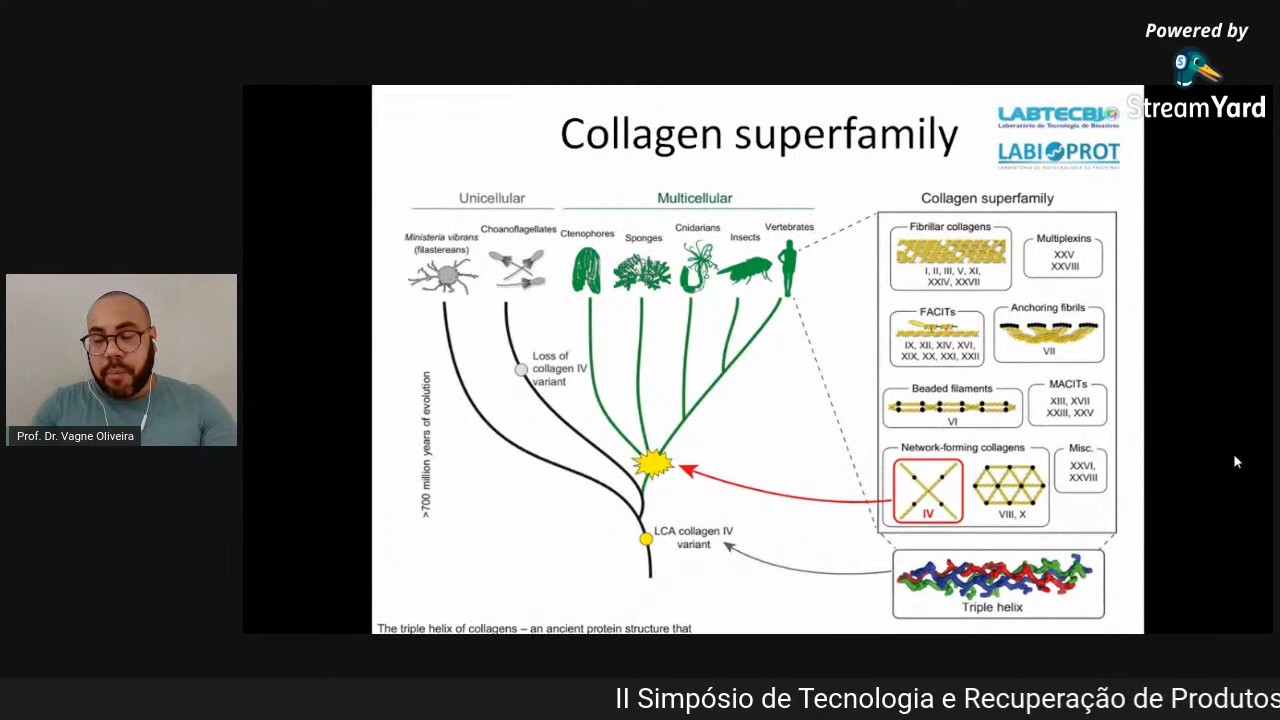 Powered by
StreamYard
Collagen superfamily
LABTECBIO
Laboratório de Tecnologia de Bioativos
LABIOPROT
LABORATÓRIO DE BIOTECNOLOGIA DE PROTEÍNAS
Unicellular
Multicellular
Collagen superfamily
Ministeria vibrans
(filastereans)
Choanoflagellates
Ctenophores
Sponges
Cnidarians
Insects
Vertebrates
Fibrillar collagens
I, II, III, V, XI,
XXIV, XXVII
Multiplexins
XXV
XXVIII
FACITs
IX, XII, XIV, XVI,
XIX, XX, XXI, XXII
Anchoring fibrils
VII
Loss of
collagen IV
variant
>700 million years of evolution
Beaded filaments
VI
MACITs
XIII, XVII
XXIII, XXV
Network-forming collagens
IV
VIII, X
Misc.
XXVI,
XXVIII
LCA collagen IV
variant
Triple helix
The triple helix of collagens – an ancient protein structure that
Prof. Dr. Vagne Oliveira
II Simpósio de Tecnologia e Recuperação de Produtos